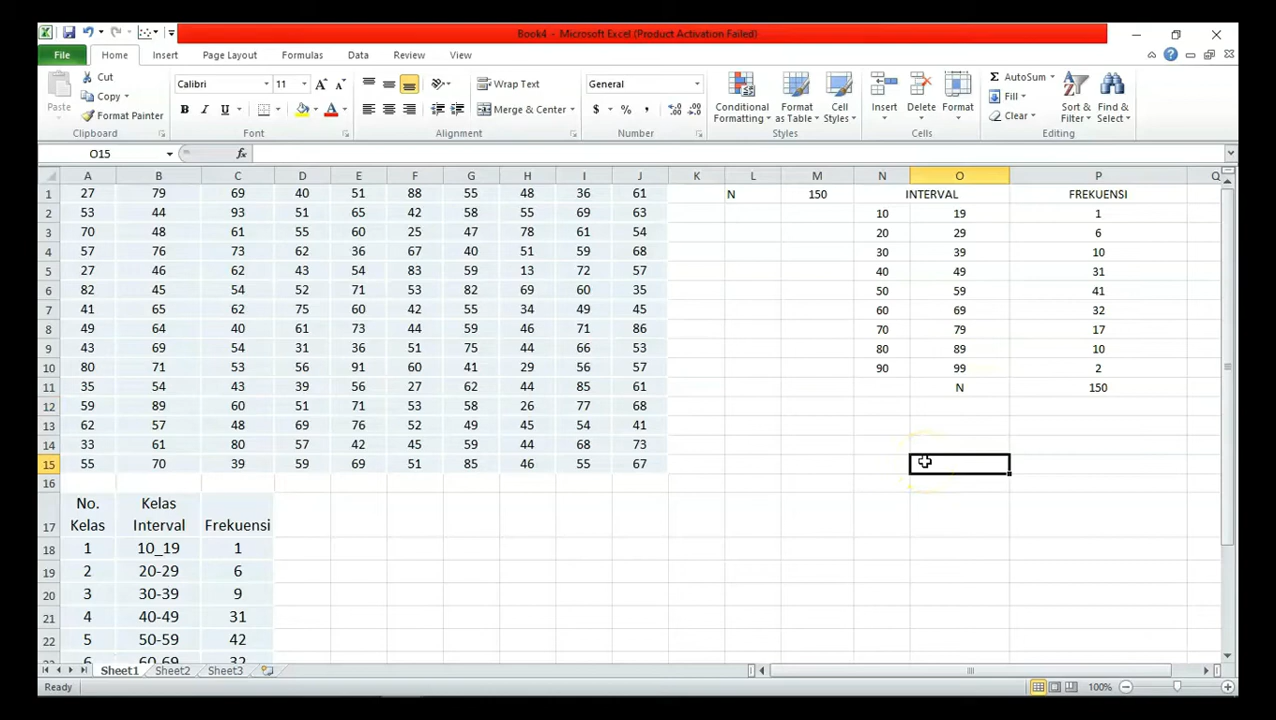 Book4 - Microsoft Excel (Product Activation Failed)
File Home Insert Page Layout Formulas Data Review View
Paste
Cut
Copy
Format Painter
Clipboard
Calibri 11
B I U
Font
Wrap Text
Merge & Center
Alignment
General
$ % ,
Number
Conditional Formatting
Format as Table
Cell Styles
Styles
Insert Delete Format
Cells
AutoSum
Fill
Clear
Sort & Filter
Find & Select
Editing
O15 fx
A B C D E F G H I J K L M N O P Q
1 27 79 69 40 51 88 55 48 36 61 N 150 INTERVAL FREKUENSI
2 53 44 93 51 65 42 58 55 69 63 10 19 1
3 70 48 61 55 60 25 47 78 61 54 20 29 6
4 57 76 73 62 36 67 40 51 59 68 30 39 10
5 27 46 62 43 54 83 59 13 72 57 40 49 31
6 82 45 54 52 71 53 82 69 60 35 50 59 41
7 41 65 62 75 60 42 55 34 49 45 60 69 32
8 49 64 40 61 73 44 59 46 71 86 70 79 17
9 43 69 54 31 36 51 75 44 66 53 80 89 10
10 80 71 53 56 91 60 41 29 56 57 90 99 2
11 35 54 43 39 56 27 62 44 85 61 N 150
12 59 89 60 51 71 53 58 26 77 68
13 62 57 48 69 76 52 49 45 54 41
14 33 61 80 57 42 45 59 44 68 73
15 55 70 39 59 69 51 85 46 55 67
16
No. Kelas
17 Kelas Interval Frekuensi
18 1 10_19 1
19 2 20-29 6
20 3 30-39 9
21 4 40-49 31
22 5 50-59 42
6 60-69 32
Sheet1 Sheet2 Sheet3
Ready 100%